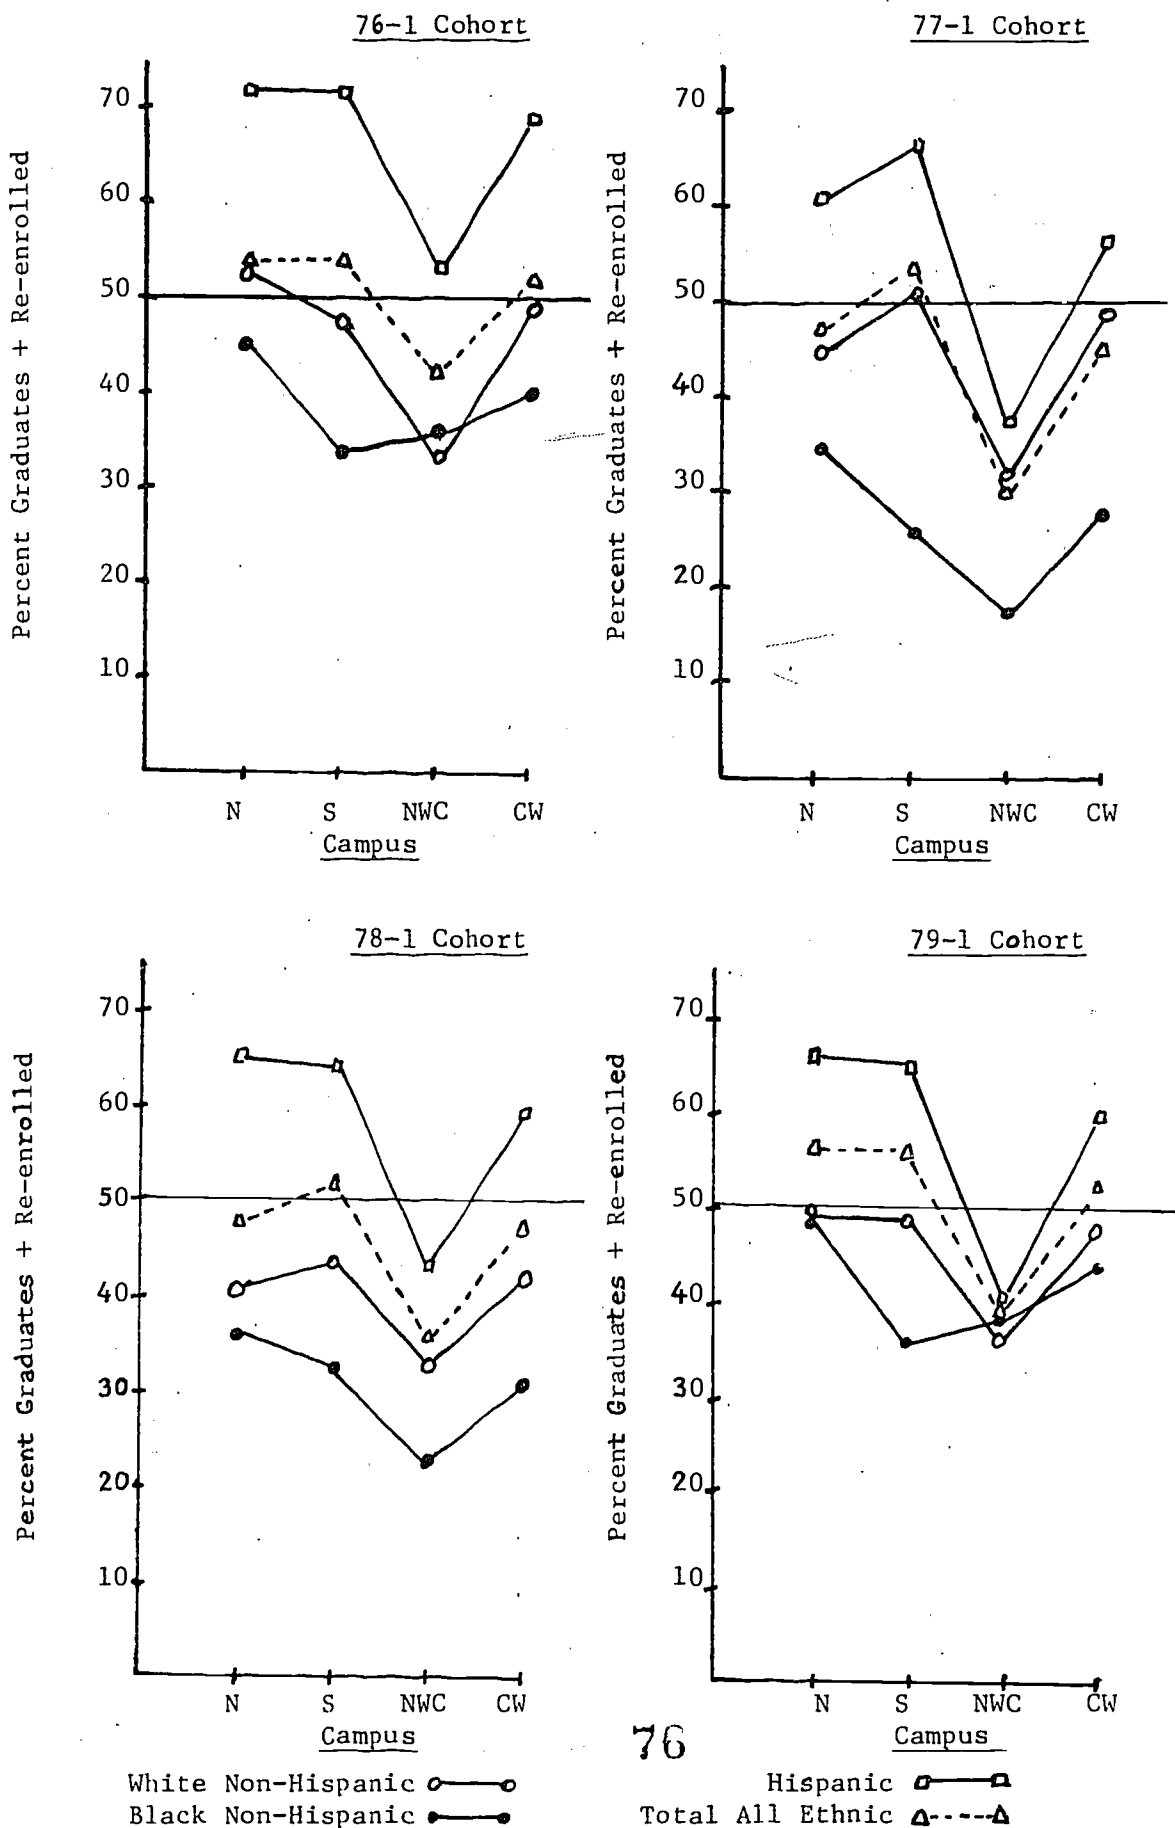 76-1 Cohort
Percent Graduates + Re-enrolled
70
60
50
40
30
20
10
N S NWC CW
Campus
77-1 Cohort
Percent Graduates + Re-enrolled
70
60
50
40
30
20
10
N S NWC CW
Campus
78-1 Cohort
Percent Graduates + Re-enrolled
70
60
50
40
30
20
10
N S NWC CW
Campus
79-1 Cohort
Percent Graduates + Re-enrolled
70
60
50
40
30
20
10
N S NWC CW
Campus
76
White Non-Hispanic
Black Non-Hispanic
Hispanic
Total All Ethnic